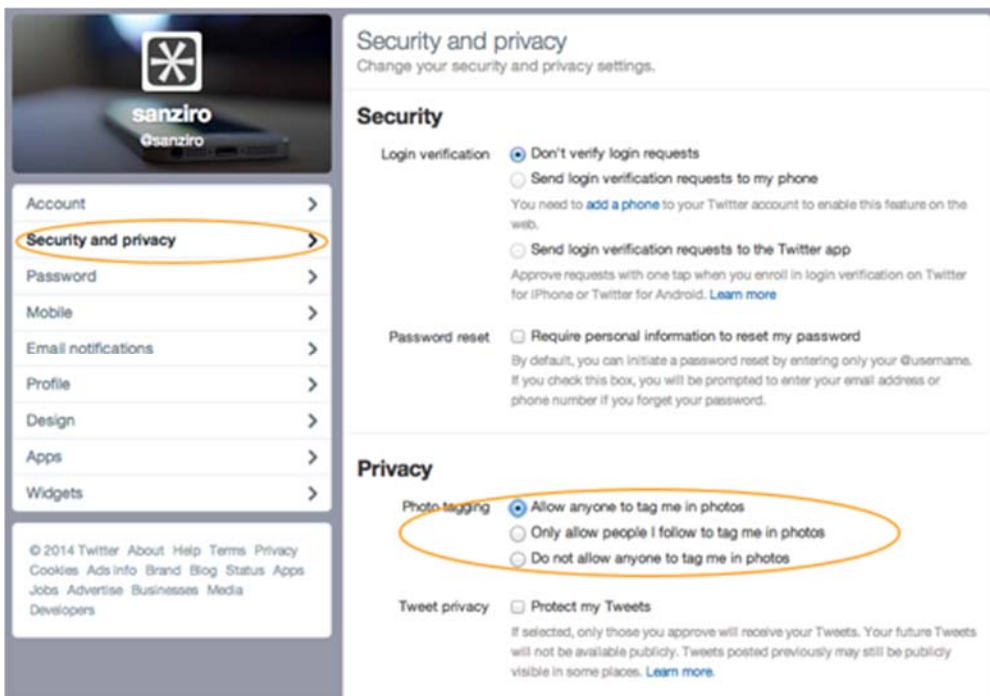 sanziro
@sanziro
Account
Security and privacy
Password
Mobile
Email notifications
Profile
Design
Apps
Widgets
© 2014 Twitter About Help Terms Privacy
Cookies Ads info Brand Blog Status Apps
Jobs Advertise Businesses Media
Developers
Security and privacy
Change your security and privacy settings.
Security
Login verification Don't verify login requests
Send login verification requests to my phone
You need to add a phone to your Twitter account to enable this feature on the
web.
Send login verification requests to the Twitter app
Approve requests with one tap when you enroll in login verification on Twitter
for iPhone or Twitter for Android. Learn more
Password reset Require personal information to reset my password
By default, you can initiate a password reset by entering only your @username.
If you check this box, you will be prompted to enter your email address or
phone number if you forget your password.
Privacy
Photo tagging Allow anyone to tag me in photos
Only allow people I follow to tag me in photos
Do not allow anyone to tag me in photos
Tweet privacy Protect my Tweets
If selected, only those you approve will receive your Tweets. Your future Tweets
will not be available publicly. Tweets posted previously may still be publicly
visible in some places. Learn more.